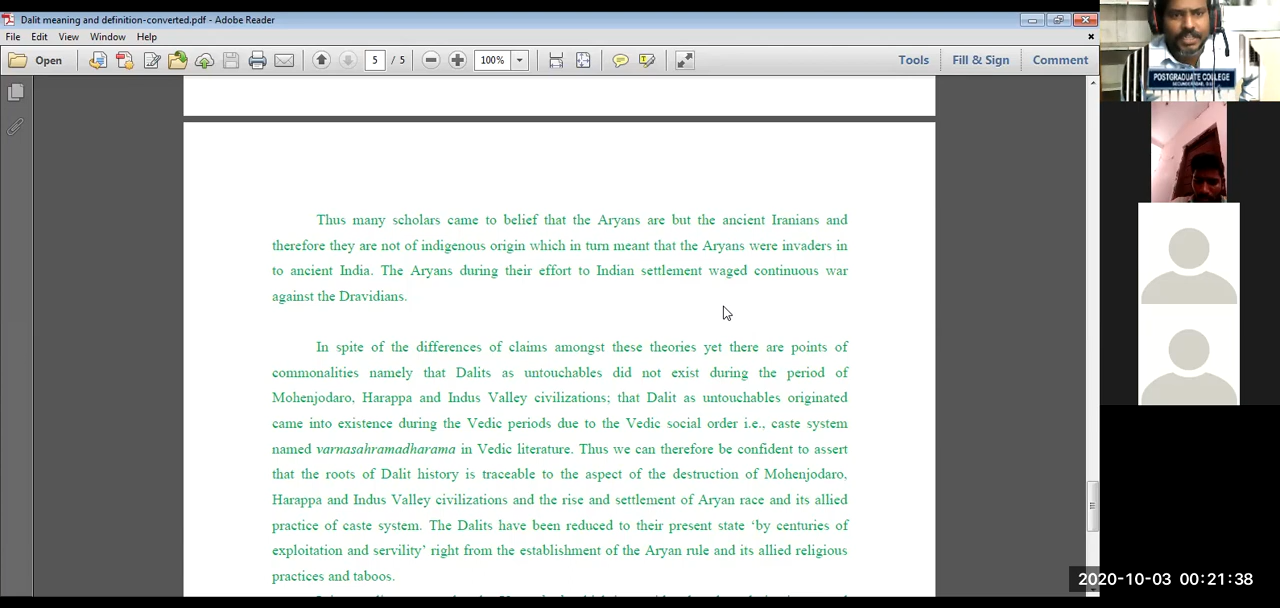 Dalit meaning and definition-converted.pdf - Adobe Reader
File Edit View Window Help
Open 5 / 5 100% Tools Fill & Sign Comment
POSTGRADUATE COLLEGE
Thus many scholars came to belief that the Aryans are but the ancient Iranians and
therefore they are not of indigenous origin which in turn meant that the Aryans were invaders in
to ancient India. The Aryans during their effort to Indian settlement waged continuous war
against the Dravidians.
In spite of the differences of claims amongst these theories yet there are points of
commonalities namely that Dalits as untouchables did not exist during the period of
Mohenjodaro, Harappa and Indus Valley civilizations; that Dalit as untouchables originated
came into existence during the Vedic periods due to the Vedic social order i.e., caste system
named varnasahramadharama in Vedic literature. Thus we can therefore be confident to assert
that the roots of Dalit history is traceable to the aspect of the destruction of Mohenjodaro,
Harappa and Indus Valley civilizations and the rise and settlement of Aryan race and its allied
practice of caste system. The Dalits have been reduced to their present state ‘by centuries of
exploitation and servility’ right from the establishment of the Aryan rule and its allied religious
practices and taboos.
2020-10-03 00:21:38